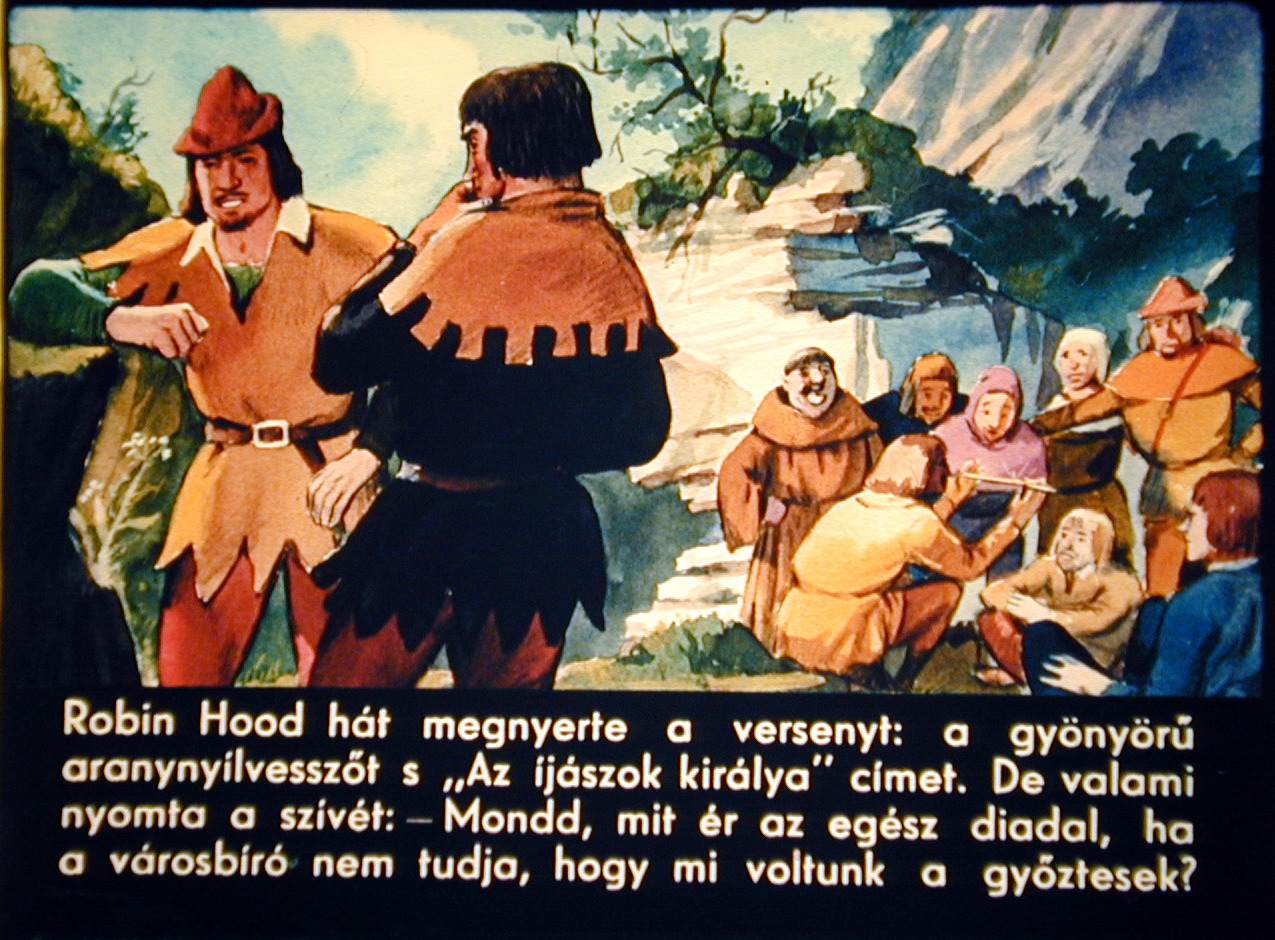 Robin Hood hát megnyerte a versenyt: a gyönyörű
aranynyílvesszőt s „Az íjászok királya” címet. De valami
nyomta a szívét: – Mondd, mit ér az egész diadal, ha
a városbíró nem tudja, hogy mi voltunk a győztesek?